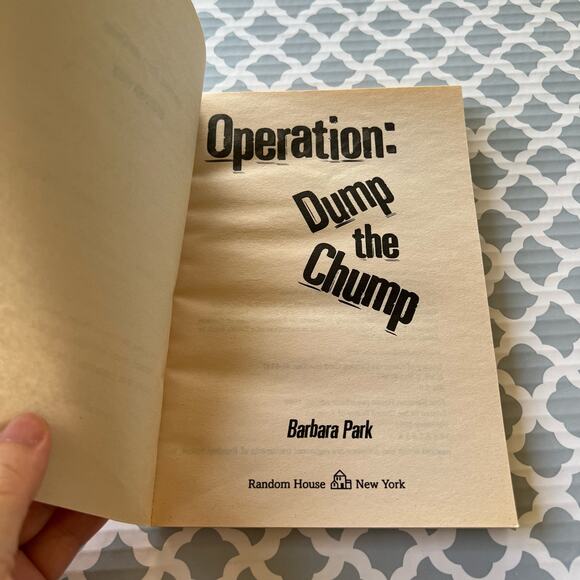 Operation:
Dump
the
Chump
Barbara Park
Random House New York